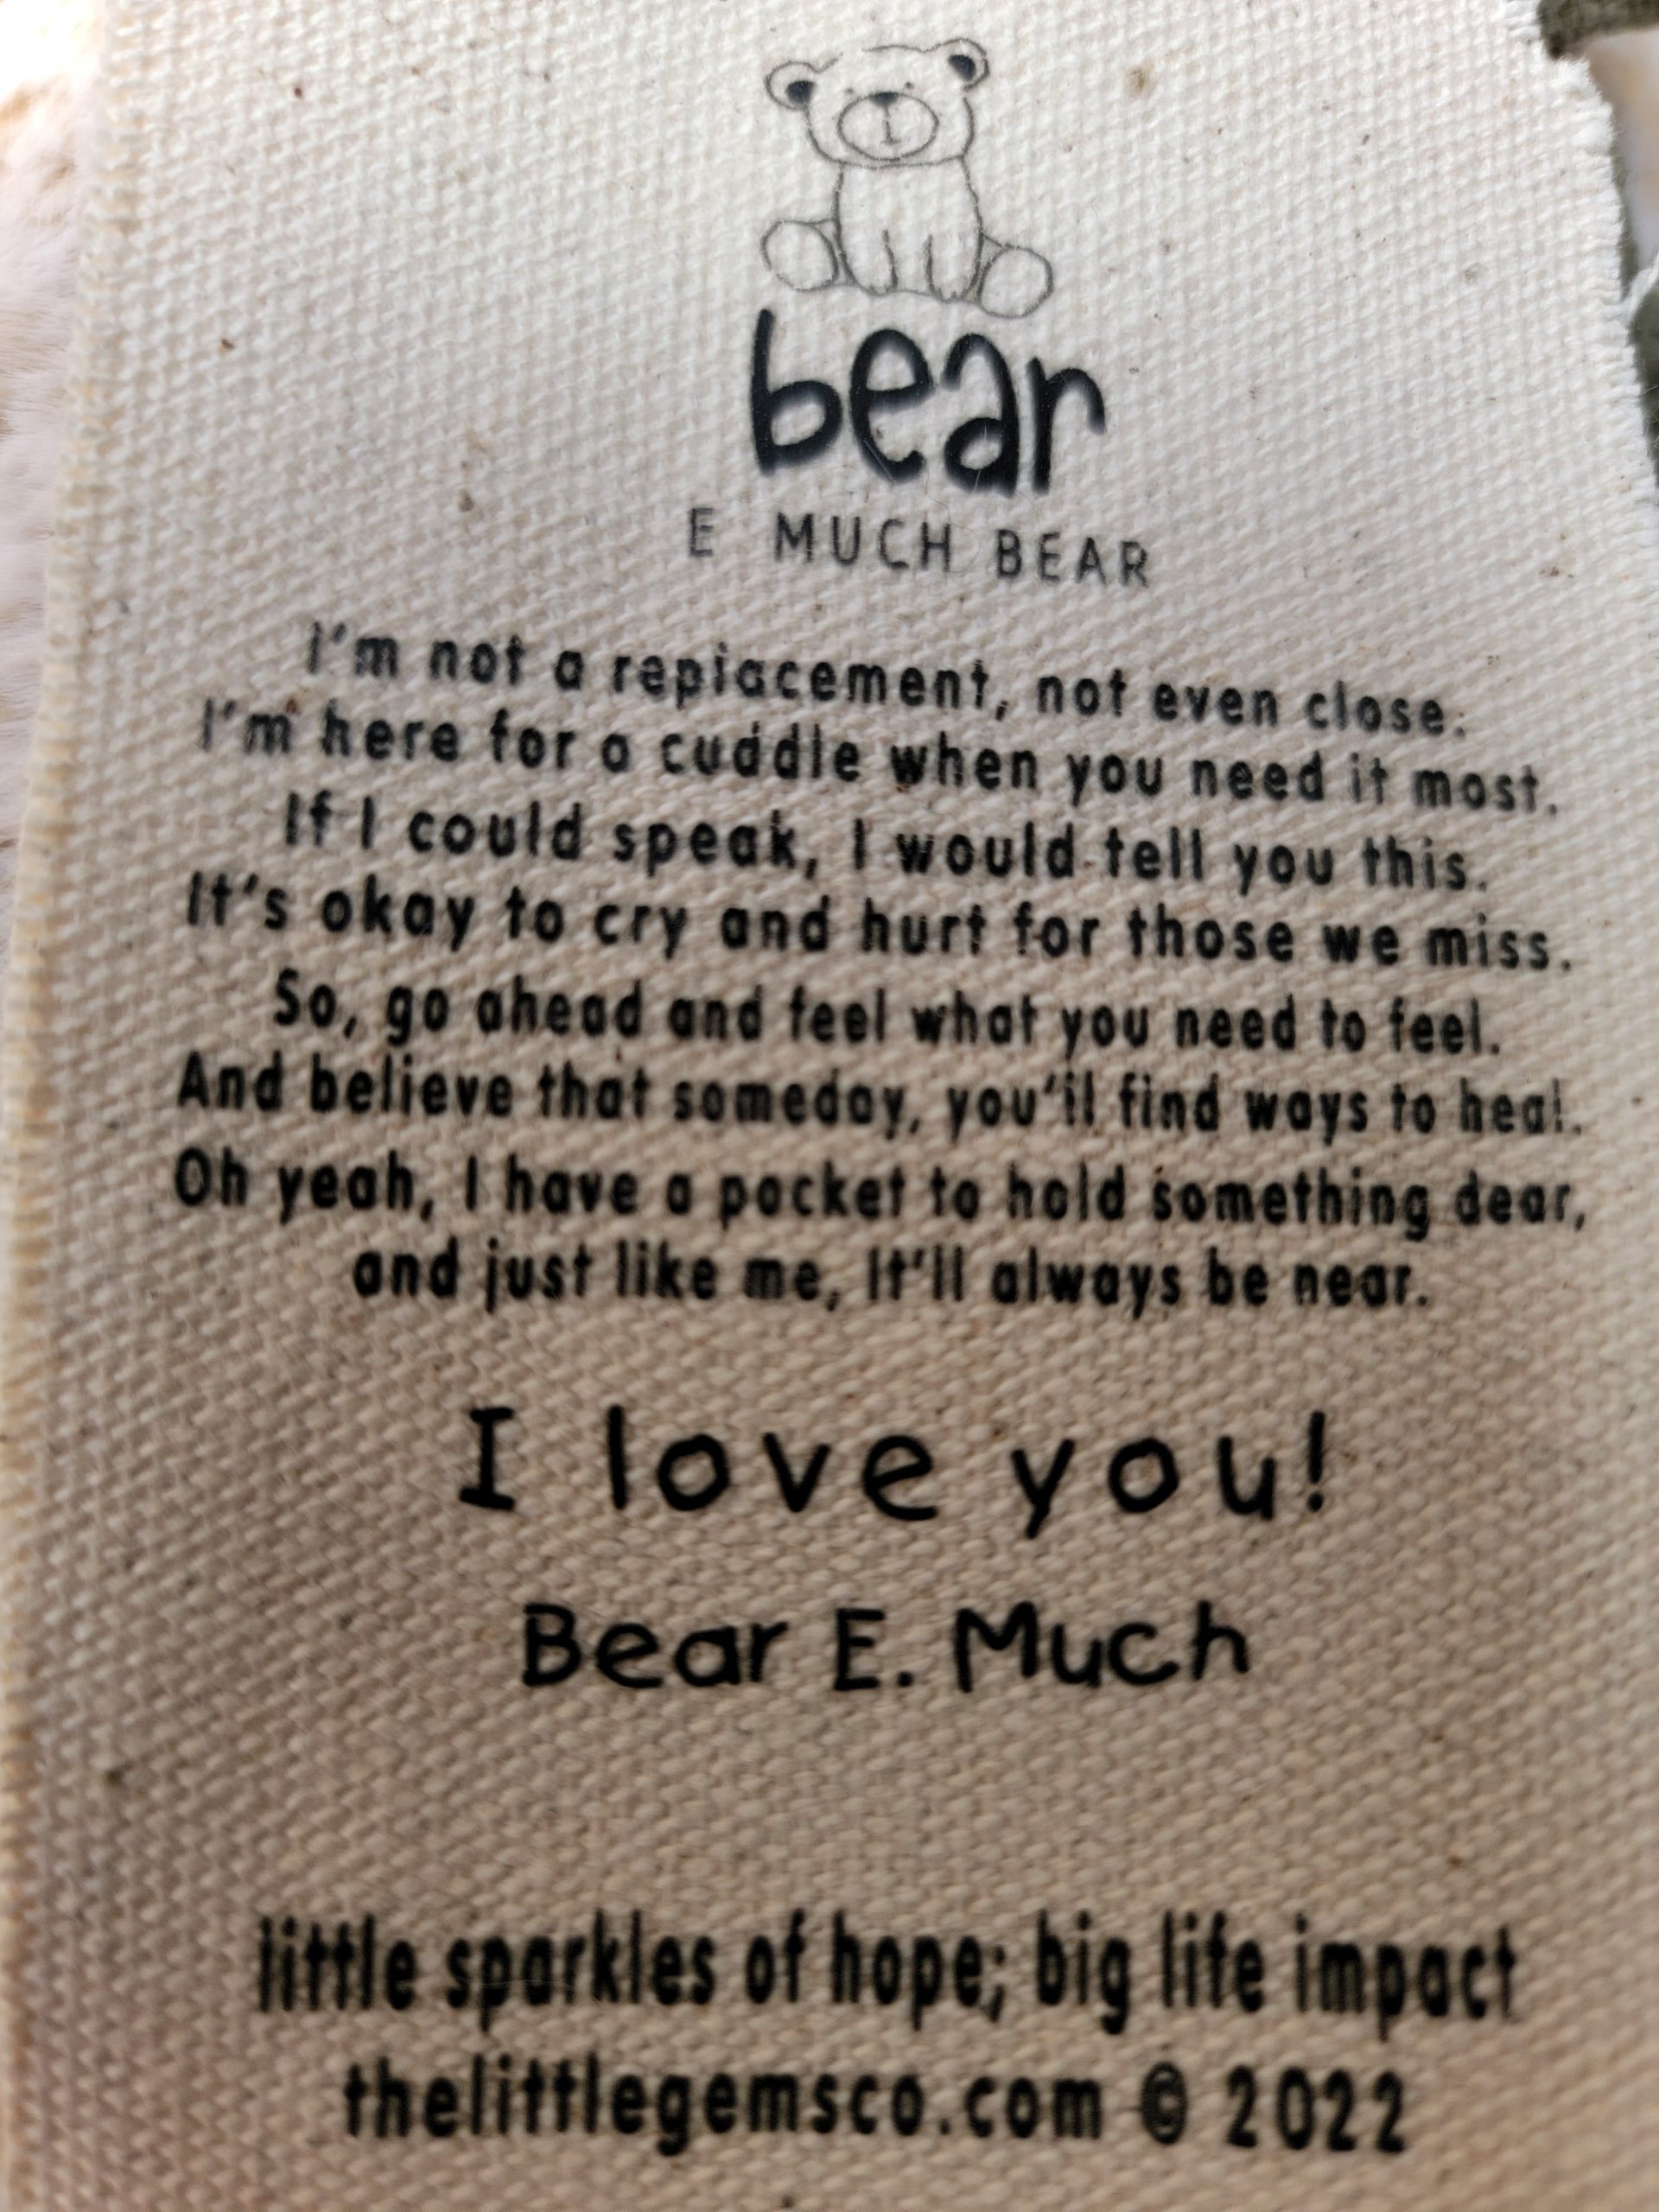 bear
E MUCH BEAR
I'm not a replacement, not even close.
I'm here for a cuddle when you need it most.
If I could speak, I would tell you this.
It's okay to cry and hurt for those we miss.
So, go ahead and feel what you need to feel.
And believe that someday, you'll find ways to heal.
Oh yeah, I have a pocket to hold something dear,
and just like me, It'll always be near.
I love you!
Bear E. Much
little sparkles of hope; big life impact
thelittlegemsco.com © 2022